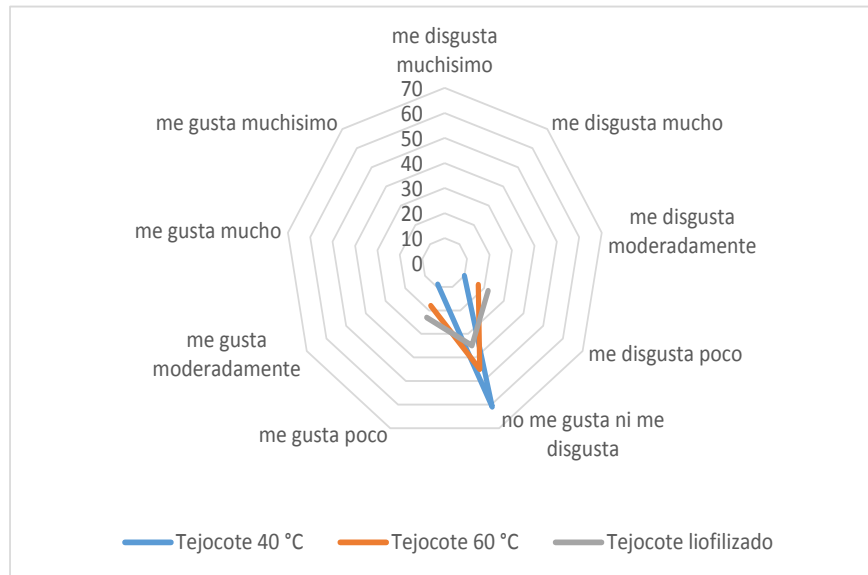 me disgusta
muchisimo
70
60
50
40
30
20
10
0
me gusta muchisimo
me disgusta mucho
me gusta mucho
me disgusta
moderadamente
me gusta
moderadamente
me disgusta poco
me gusta poco
no me gusta ni me
disgusta
Tejocote 40 °C
Tejocote 60 °C
Tejocote liofilizado